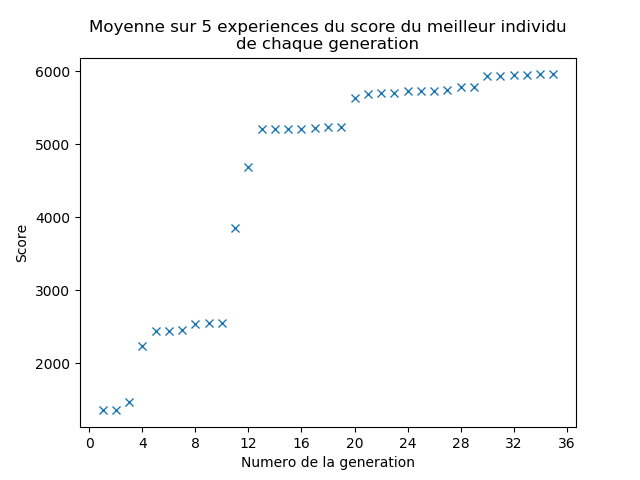 Moyenne sur 5 experiences du score du meilleur individu
de chaque generation
6000
5000
4000
3000
2000
Score
0 4 8 12 16 20 24 28 32 36
Numero de la generation